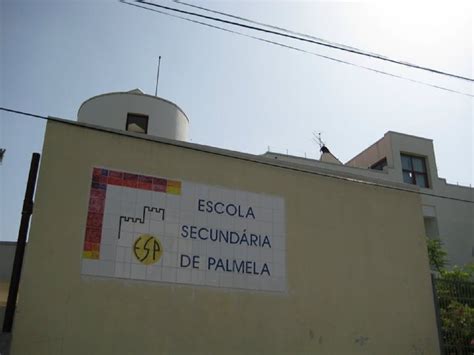 ESCOLA
SECUNDÁRIA
DE PALMELA
ESP